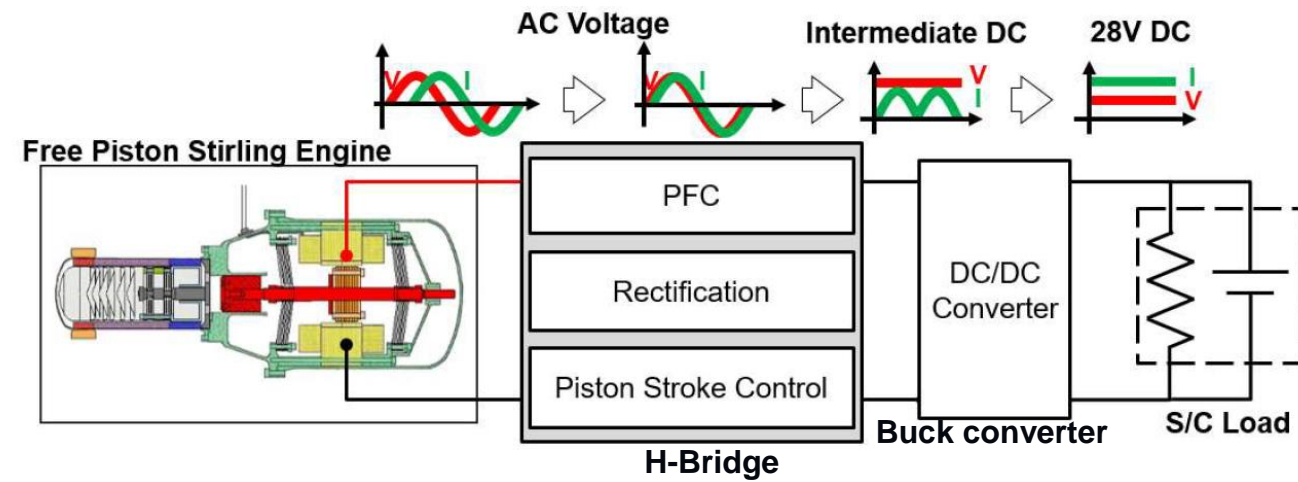 AC Voltage
Intermediate DC
28V DC
V
I
V
I
V
I
I
V
Free Piston Stirling Engine
PFC
Rectification
Piston Stroke Control
DC/DC
Converter
S/C Load
Buck converter
H-Bridge